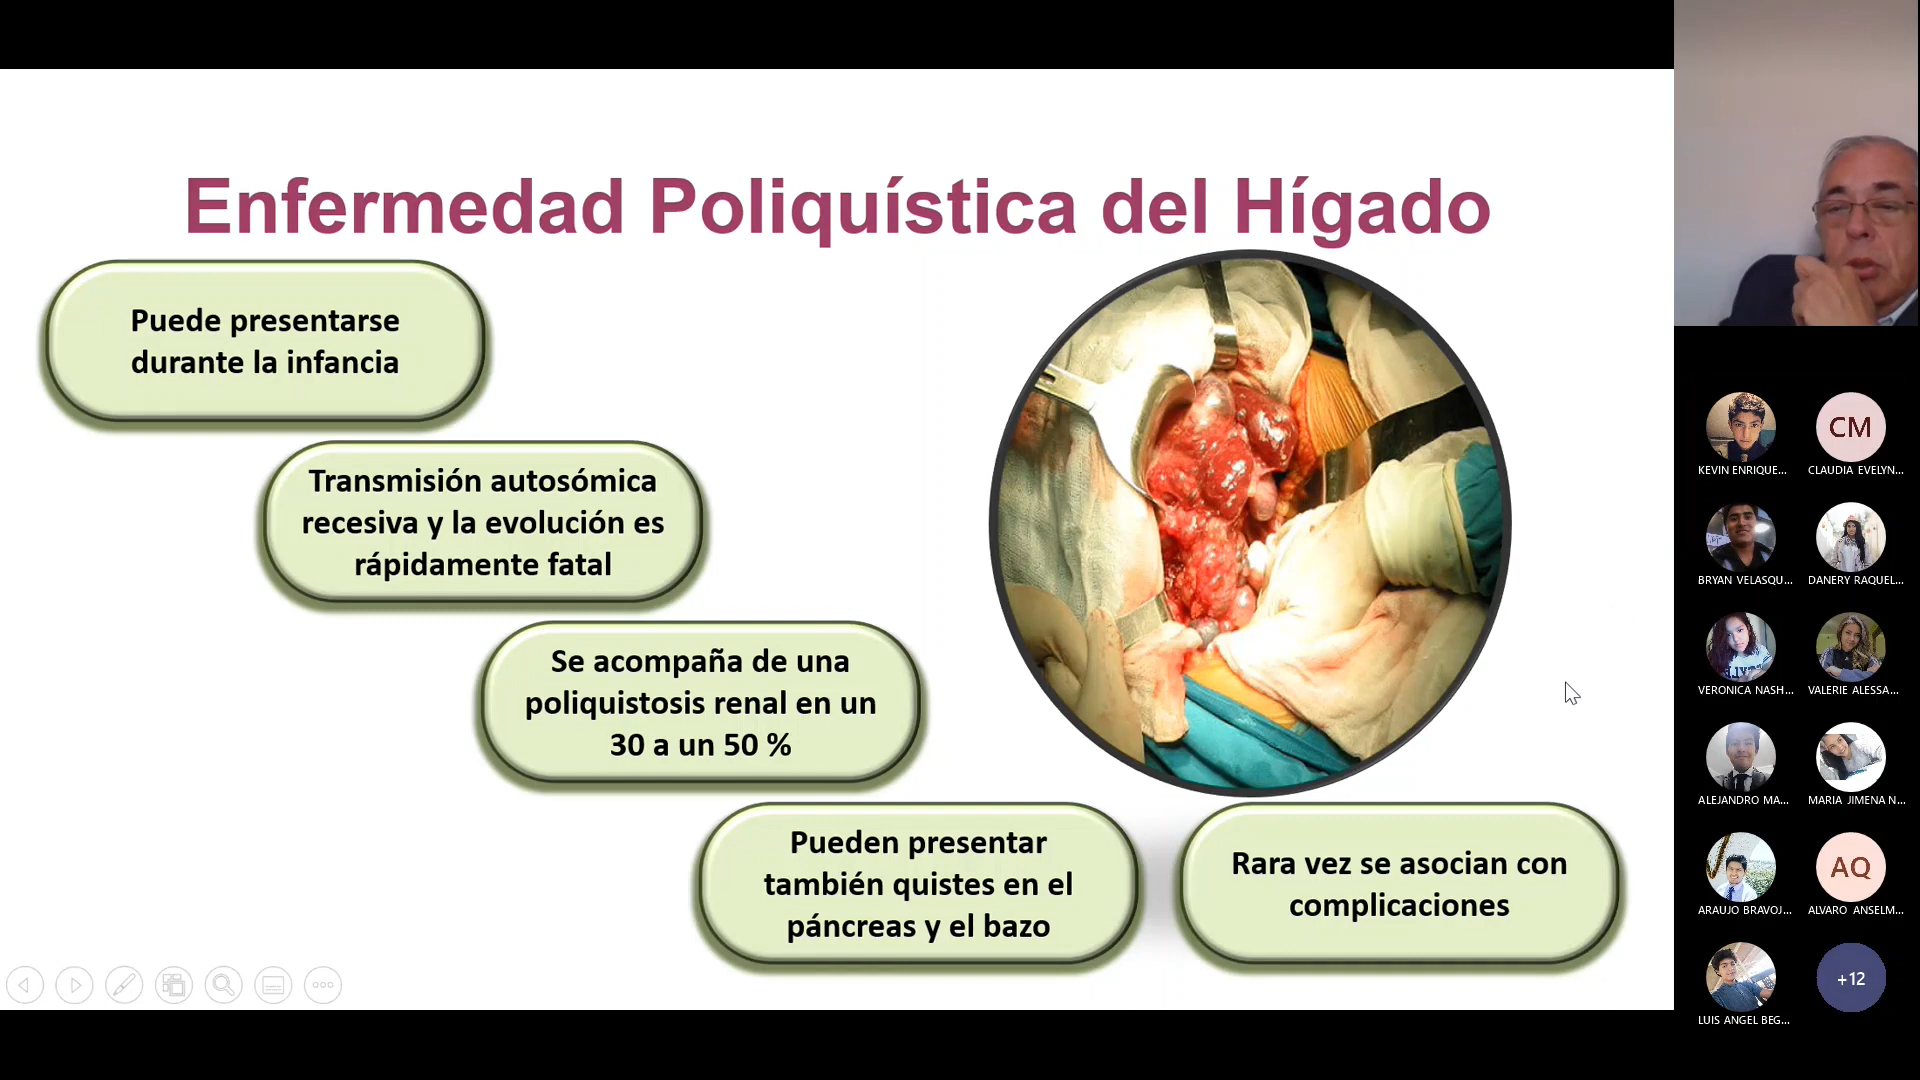 Enfermedad Poliquística del Hígado
Puede presentarse
durante la infancia
Transmisión autosómica
recesiva y la evolución es
rápidamente fatal
Se acompaña de una
poliquistosis renal en un
30 a un 50 %
Pueden presentar
también quistes en el
páncreas y el bazo
Rara vez se asocian con
complicaciones
KEVIN ENRIQUE...
CM
CLAUDIA EVELYN...
BRYAN VELASQU...
DANERY RAQUEL...
VERONICA NASH...
VALERIE ALESSA...
ALEJANDRO MA...
MARIA JIMENA N...
ARAUJO BRAVOJ...
AQ
ALVARO ANSELM...
LUIS ANGEL BEG...
+12